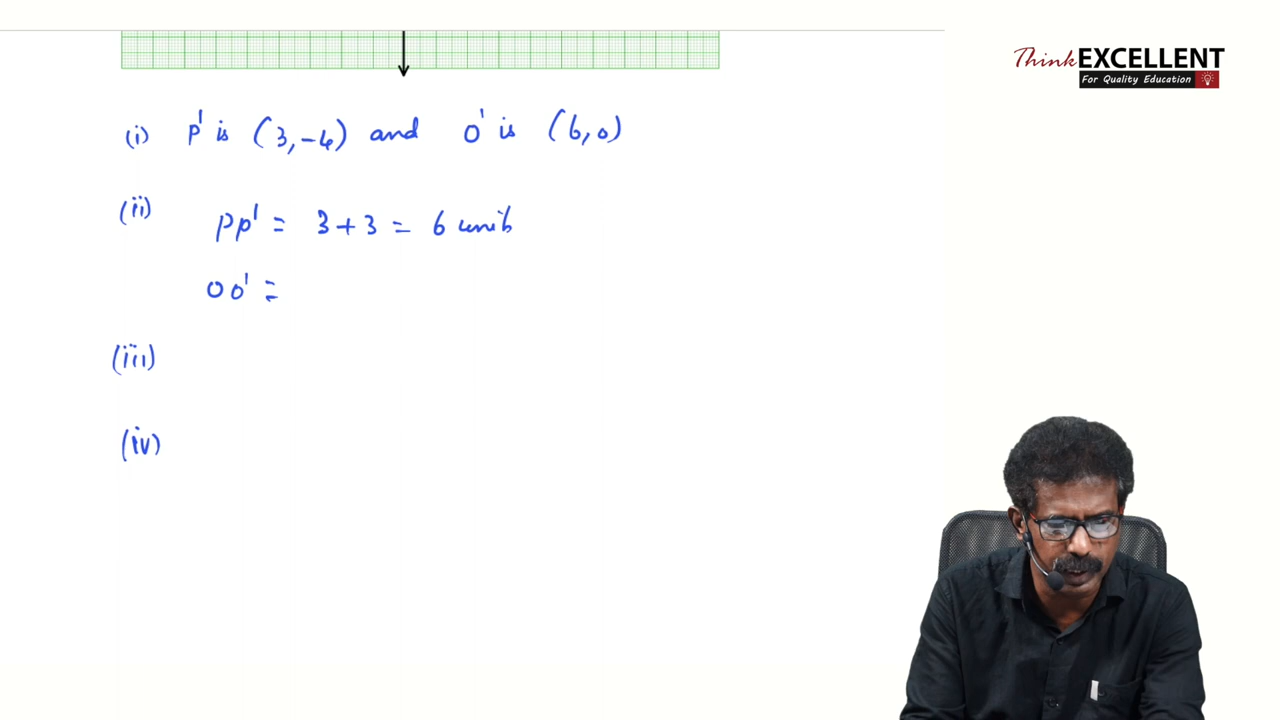 Think EXCELLENT
For Quality Education
(i) P' is (3, -4) and O' is (6, 0)
(ii) PP' = 3 + 3 = 6 units
OO' =
(iii)
(iv)